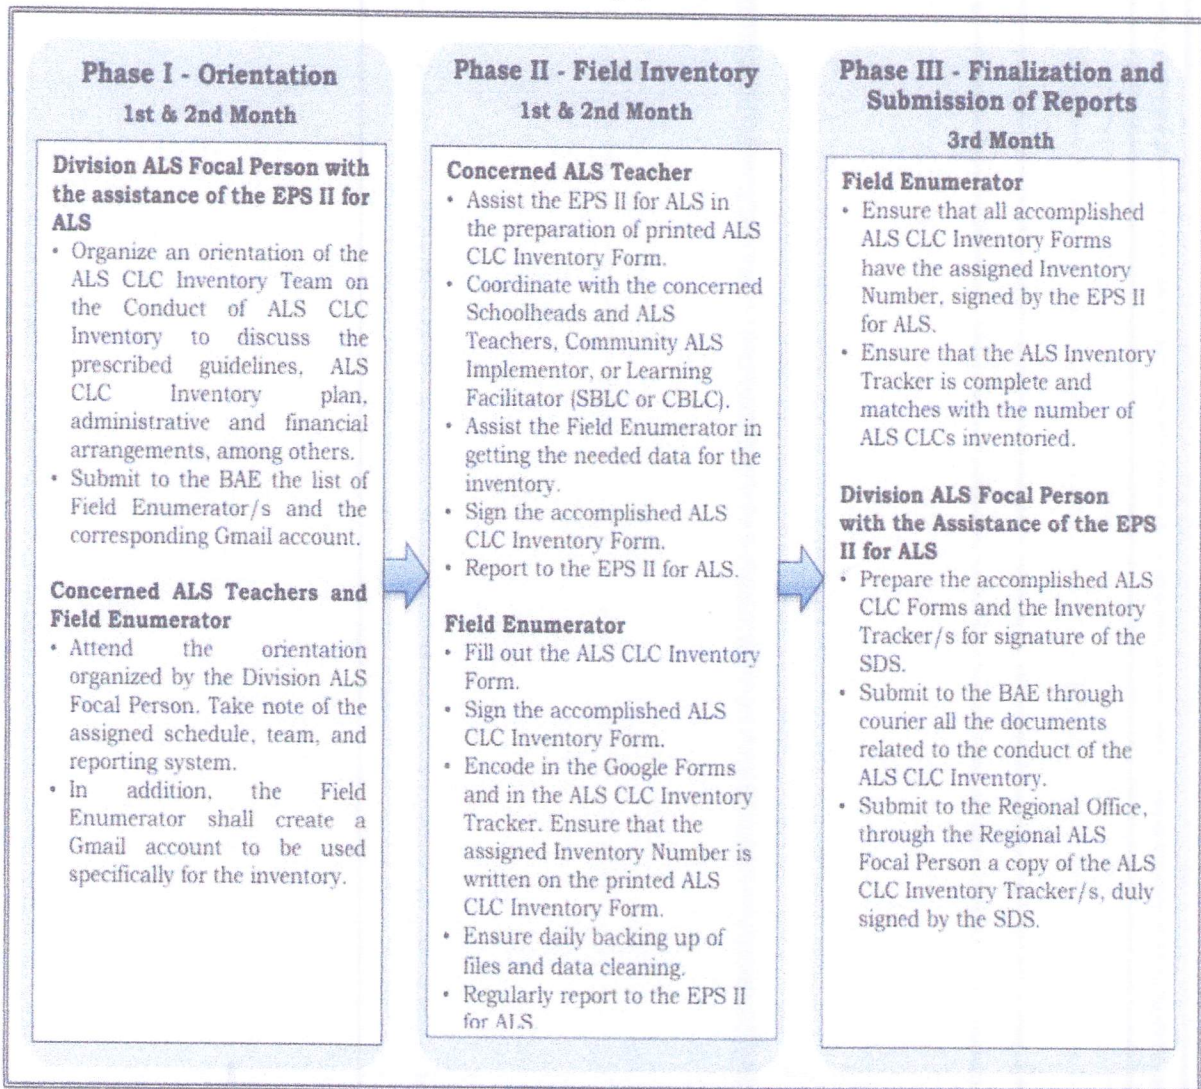 Phase I - Orientation
1st & 2nd Month
Division ALS Focal Person with
the assistance of the EPS II for
ALS
• Organize an orientation of the
ALS CLC Inventory Team on
the Conduct of ALS CLC
Inventory to discuss the
prescribed guidelines, ALS
CLC Inventory plan,
administrative and financial
arrangements, among others.
• Submit to the BAE the list of
Field Enumerator/s and the
corresponding Gmail account.
Concerned ALS Teachers and
Field Enumerator
• Attend the orientation
organized by the Division ALS
Focal Person. Take note of the
assigned schedule, team, and
reporting system.
• In addition, the Field
Enumerator shall create a
Gmail account to be used
specifically for the inventory.
Phase II - Field Inventory
1st & 2nd Month
Concerned ALS Teacher
• Assist the EPS II for ALS in
the preparation of printed ALS
CLC Inventory Form.
• Coordinate with the concerned
Schoolheads and ALS
Teachers, Community ALS
Implementor, or Learning
Facilitator (SBLC or CBLC).
• Assist the Field Enumerator in
getting the needed data for the
inventory.
• Sign the accomplished ALS
CLC Inventory Form.
• Report to the EPS II for ALS.
Field Enumerator
• Fill out the ALS CLC Inventory
Form.
• Sign the accomplished ALS
CLC Inventory Form.
• Encode in the Google Forms
and in the ALS CLC Inventory
Tracker. Ensure that the
assigned Inventory Number is
written on the printed ALS
CLC Inventory Form.
• Ensure daily backing up of
files and data cleaning.
• Regularly report to the EPS II
for ALS.
Phase III - Finalization and
Submission of Reports
3rd Month
Field Enumerator
• Ensure that all accomplished
ALS CLC Inventory Forms
have the assigned Inventory
Number, signed by the EPS II
for ALS.
• Ensure that the ALS Inventory
Tracker is complete and
matches with the number of
ALS CLCs inventoried.
Division ALS Focal Person
with the Assistance of the EPS
II for ALS
• Prepare the accomplished ALS
CLC Forms and the Inventory
Tracker/s for signature of the
SDS.
• Submit to the BAE through
courier all the documents
related to the conduct of the
ALS CLC Inventory.
• Submit to the Regional Office,
through the Regional ALS
Focal Person a copy of the ALS
CLC Inventory Tracker/s, duly
signed by the SDS.